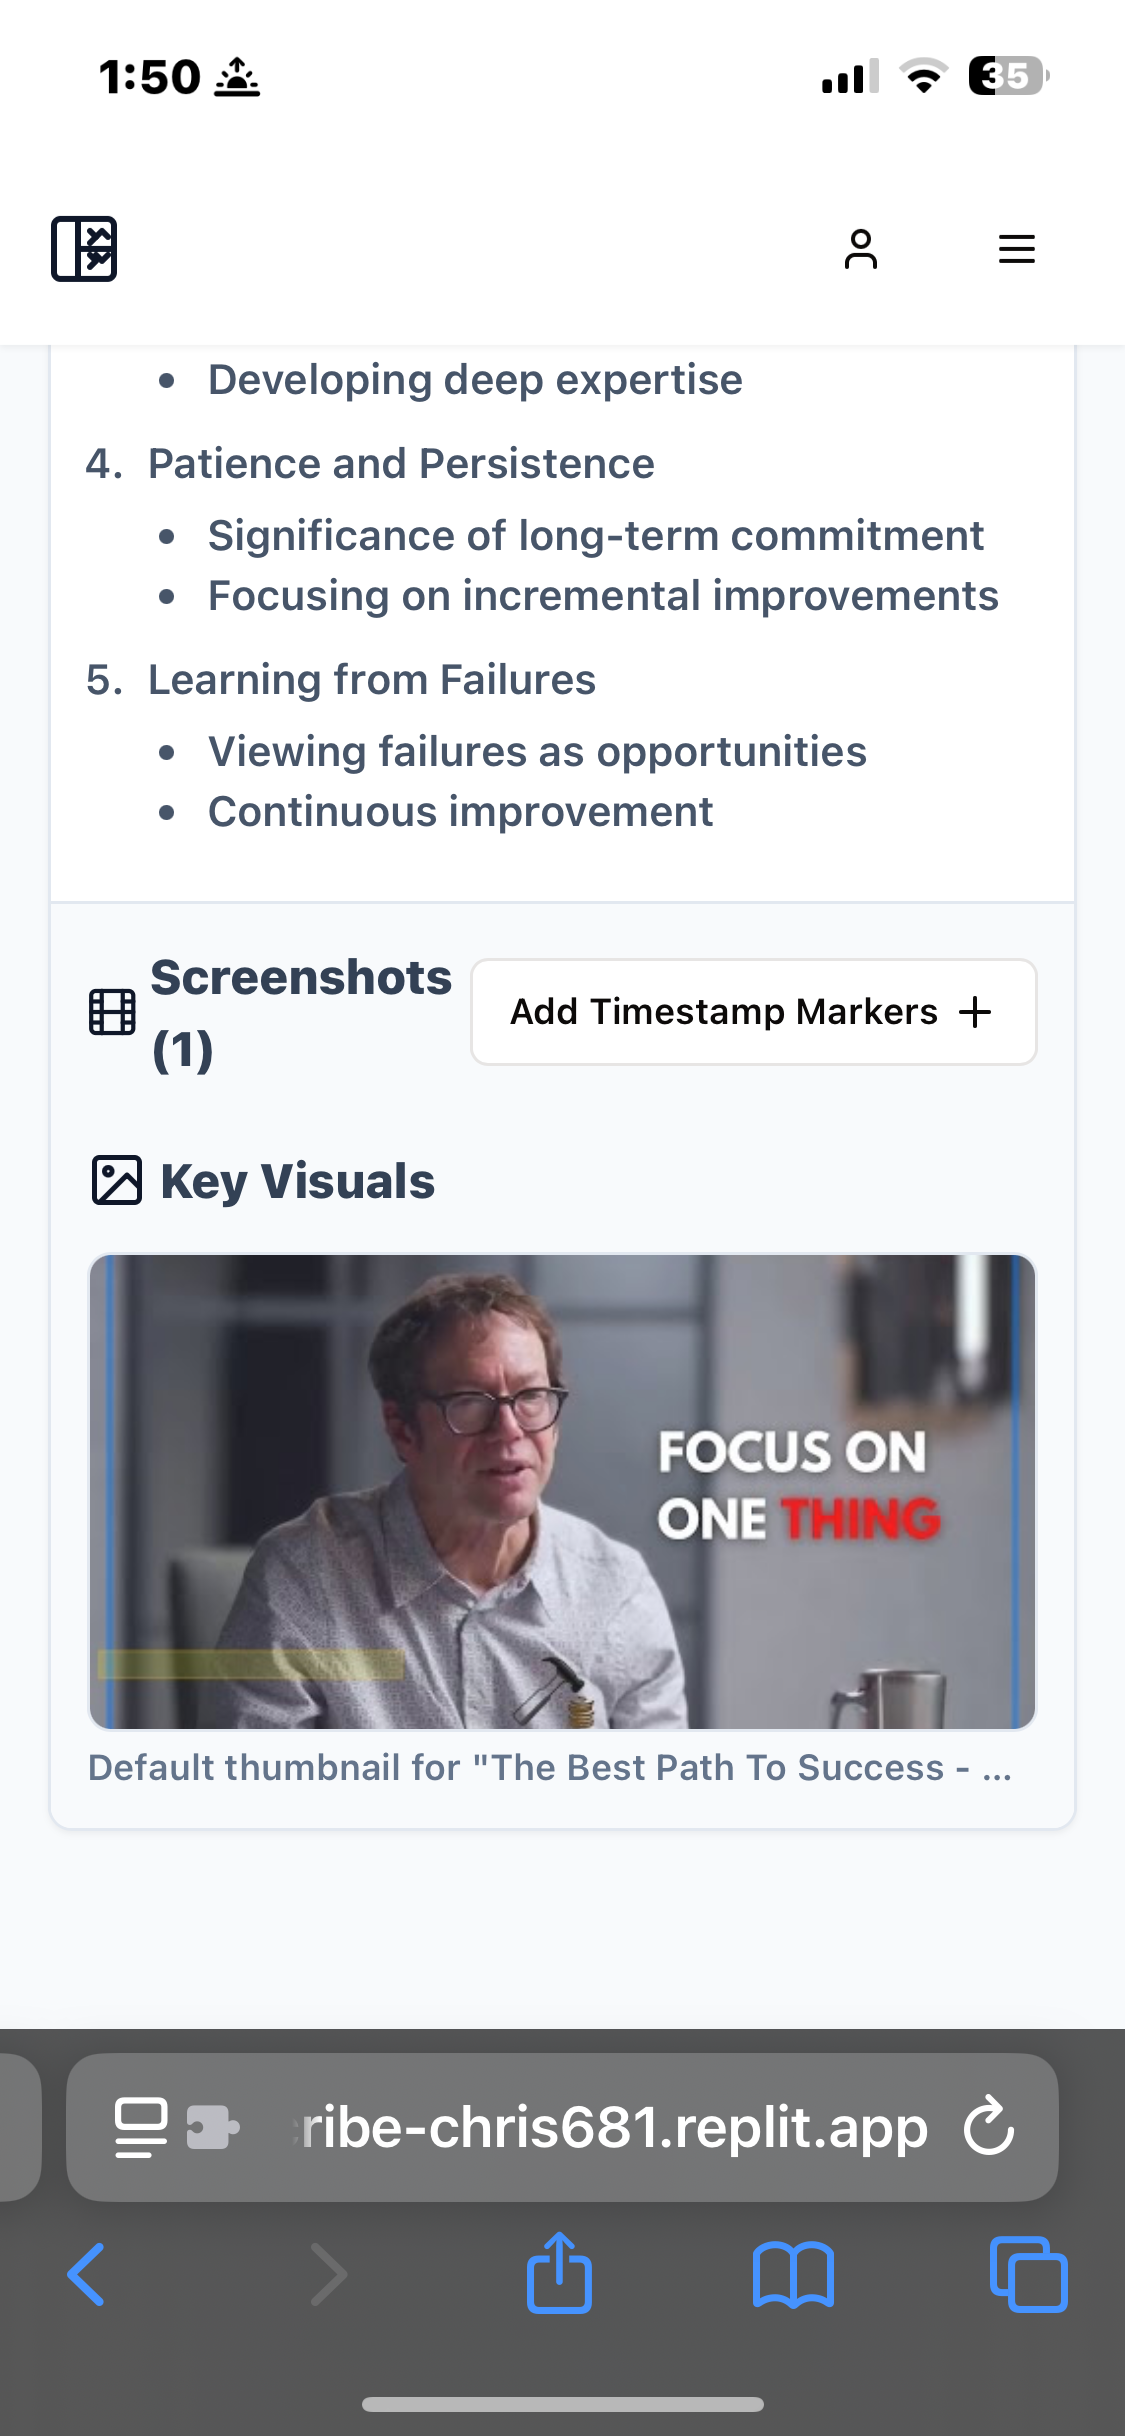 1:50
35
• Developing deep expertise
4. Patience and Persistence
• Significance of long-term commitment
• Focusing on incremental improvements
5. Learning from Failures
• Viewing failures as opportunities
• Continuous improvement
Screenshots
(1)
Add Timestamp Markers +
Key Visuals
FOCUS ON
ONE THING
Default thumbnail for "The Best Path To Success - ...
ribe-chris681.replit.app